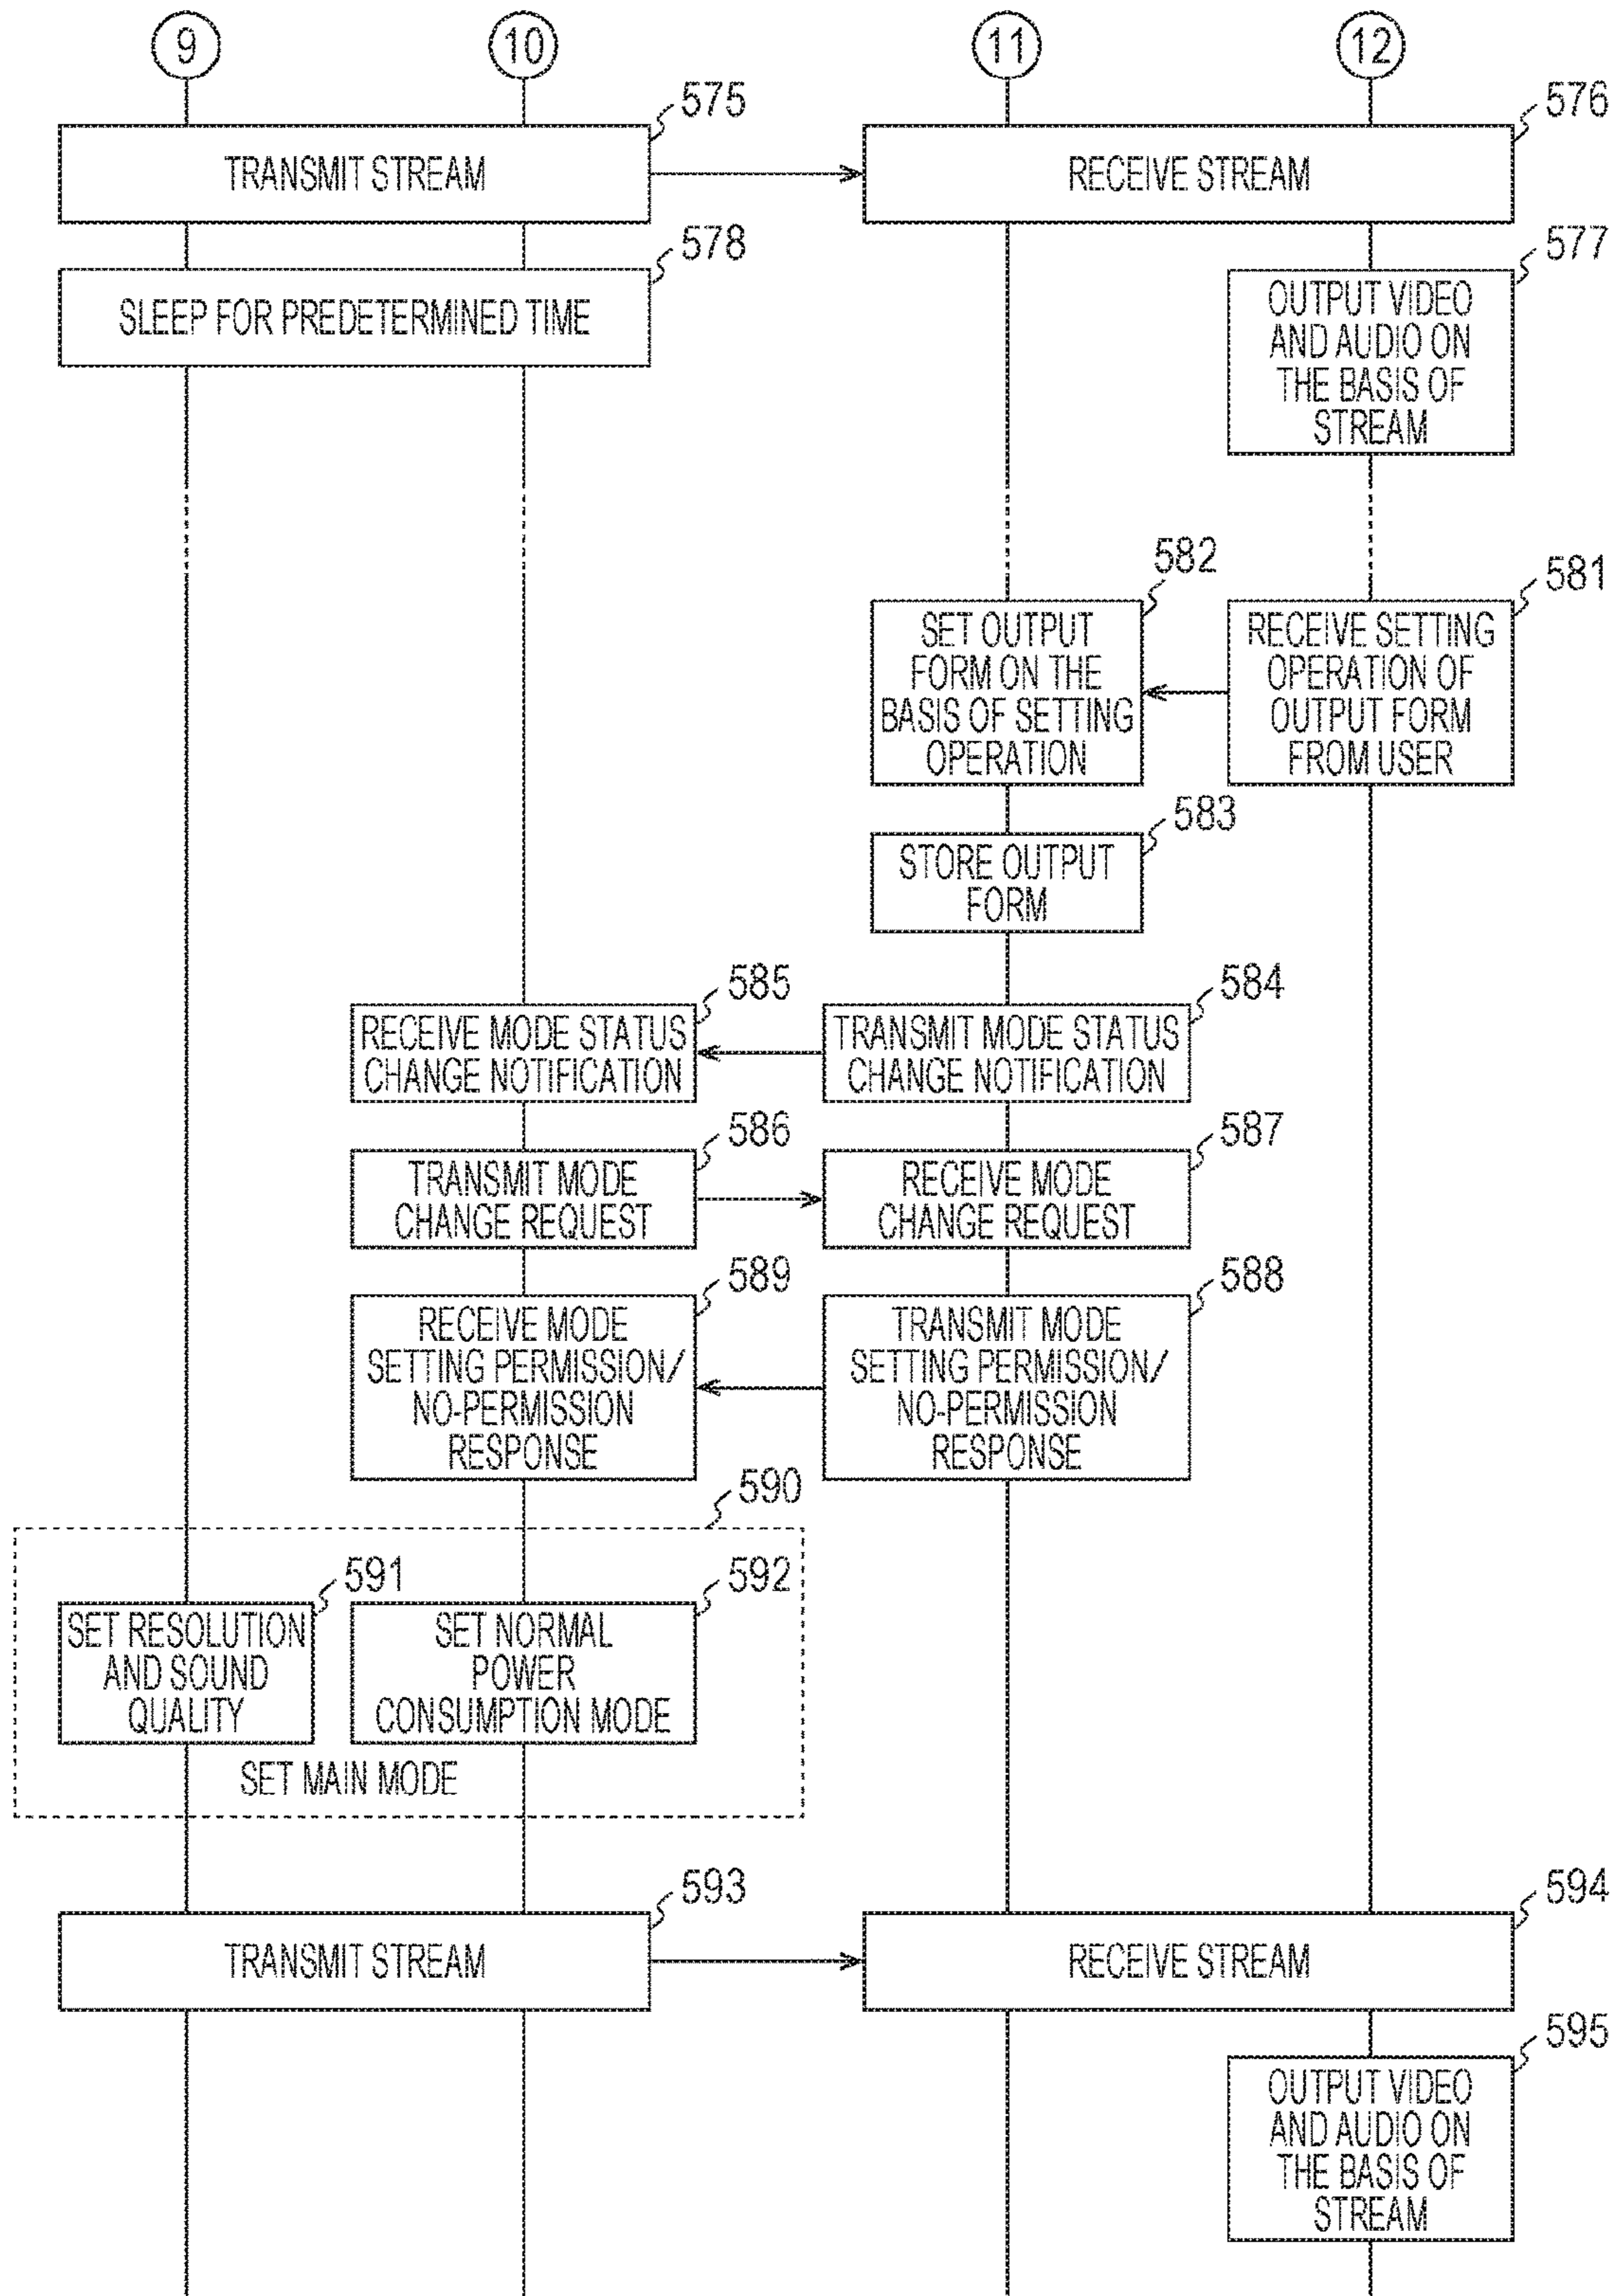 9 10 11 12
575 576
TRANSMIT STREAM
RECEIVE STREAM
578 577
SLEEP FOR PREDETERMINED TIME
OUTPUT VIDEO
AND AUDIO ON
THE BASIS OF
STREAM
582
SET OUTPUT
FORM ON THE
BASIS OF SETTING
OPERATION
581
RECEIVE SETTING
OPERATION OF
OUTPUT FORM
FROM USER
583
STORE OUTPUT
FORM
585
RECEIVE MODE STATUS
CHANGE NOTIFICATION
584
TRANSMIT MODE STATUS
CHANGE NOTIFICATION
586
TRANSMIT MODE
CHANGE REQUEST
587
RECEIVE MODE
CHANGE REQUEST
589
RECEIVE MODE
SETTING PERMISSION/
NO-PERMISSION
RESPONSE
588
TRANSMIT MODE
SETTING PERMISSION/
NO-PERMISSION
RESPONSE
590
591
SET RESOLUTION
AND SOUND
QUALITY
592
SET NORMAL
POWER
CONSUMPTION MODE
SET MAIN MODE
593
TRANSMIT STREAM
594
RECEIVE STREAM
595
OUTPUT VIDEO
AND AUDIO ON
THE BASIS OF
STREAM